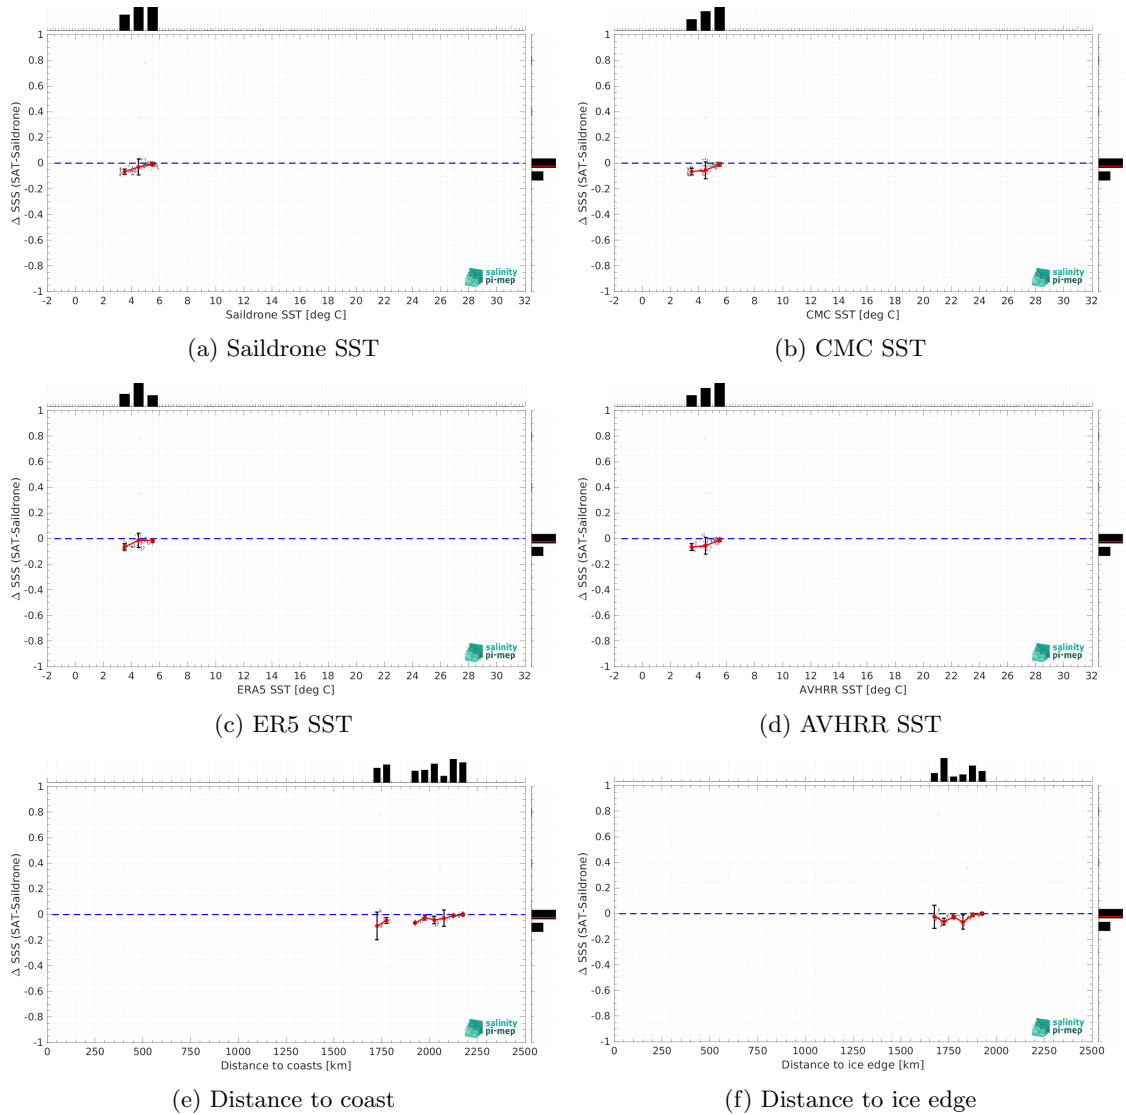 1
0.8
0.6
0.4
0.2
0
-0.2
-0.4
-0.6
-0.8
-1
Δ SSS (SAT-Saildrone)
-2 0 2 4 6 8 10 12 14 16 18 20 22 24 26 28 30 32
Saildrone SST [deg C]
salinity
pi-mep
(a) Saildrone SST
1
0.8
0.6
0.4
0.2
0
-0.2
-0.4
-0.6
-0.8
-1
Δ SSS (SAT-Saildrone)
-2 0 2 4 6 8 10 12 14 16 18 20 22 24 26 28 30 32
CMC SST [deg C]
salinity
pi-mep
(b) CMC SST
1
0.8
0.6
0.4
0.2
0
-0.2
-0.4
-0.6
-0.8
-1
Δ SSS (SAT-Saildrone)
-2 0 2 4 6 8 10 12 14 16 18 20 22 24 26 28 30 32
ERA5 SST [deg C]
salinity
pi-mep
(c) ER5 SST
1
0.8
0.6
0.4
0.2
0
-0.2
-0.4
-0.6
-0.8
-1
Δ SSS (SAT-Saildrone)
-2 0 2 4 6 8 10 12 14 16 18 20 22 24 26 28 30 32
AVHRR SST [deg C]
salinity
pi-mep
(d) AVHRR SST
1
0.8
0.6
0.4
0.2
0
-0.2
-0.4
-0.6
-0.8
-1
Δ SSS (SAT-Saildrone)
0 250 500 750 1000 1250 1500 1750 2000 2250 2500
Distance to coasts [km]
salinity
pi-mep
(e) Distance to coast
1
0.8
0.6
0.4
0.2
0
-0.2
-0.4
-0.6
-0.8
-1
Δ SSS (SAT-Saildrone)
0 250 500 750 1000 1250 1500 1750 2000 2250 2500
Distance to ice edge [km]
salinity
pi-mep
(f) Distance to ice edge